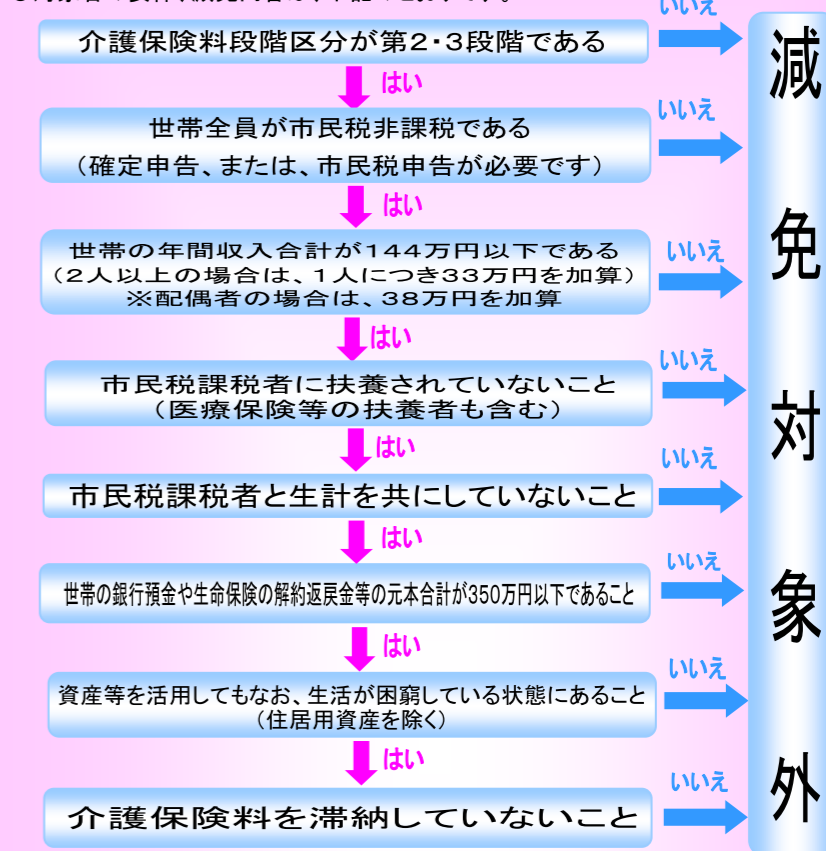 いいえ
介護保険料段階区分が第2・3段階である
はい
いいえ
世帯全員が市民税非課税である
(確定申告、または、市民税申告が必要です)
はい
世帯の年間収入合計が144万円以下である
(2人以上の場合は、1人につき33万円を加算)
※配偶者の場合は、38万円を加算
いいえ
はい
いいえ
市民税課税者に扶養されていないこと
(医療保険等の扶養者も含む)
はい
いいえ
市民税課税者と生計を共にしていないこと
はい
いいえ
世帯の銀行預金や生命保険の解約返戻金等の元本合計が350万円以下であること
はい
いいえ
資産等を活用してもなお、生活が困窮している状態にあること
(住居用資産を除く)
はい
いいえ
介護保険料を滞納していないこと
減免対象外